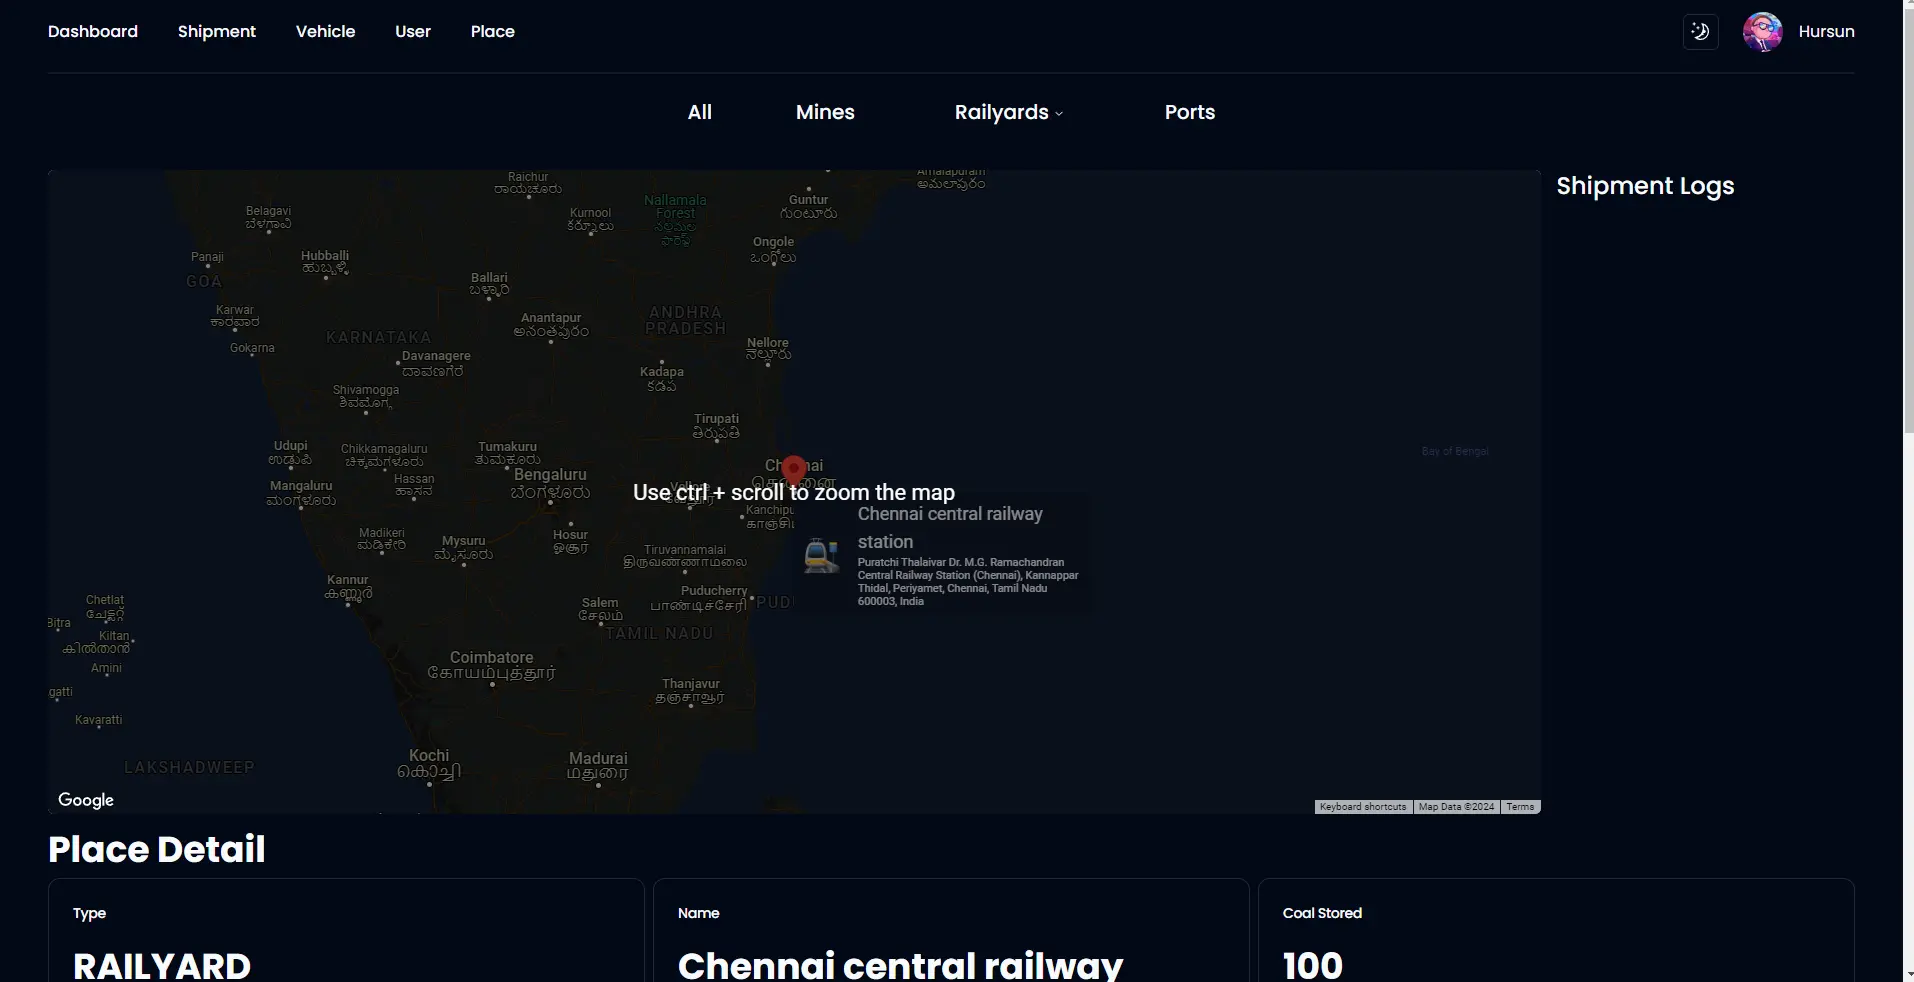 Dashboard
Shipment
Vehicle
User
Place
Hursun
All
Mines
Railyards
Ports
Shipment Logs
Raichur
ರಾಯಚೂರು
Belagavi
ಬೆಳಗಾವಿ
Kurnool
కర్నూలు
Nallamala
Forest
నల్లమల
ఫారెస్ట్
Guntur
గుంటూరు
అమలాపురం
Panaji
GOA
Hubballi
ಹುಬ್ಬಳ್ಳಿ
Ballari
ಬಳ್ಳಾರಿ
Ongole
ఒంగోలు
Karwar
ಕಾರವಾರ
Gokarna
KARNATAKA
Anantapur
అనంతపురం
ANDHRA
PRADESH
Davanagere
ದಾವಣಗೆರೆ
Nellore
నెల్లూరు
Kadapa
కడప
Shivamogga
ಶಿವಮೊಗ್ಗ
Tirupati
తిరుపతి
Udupi
ಉಡುಪಿ
Chikkamagaluru
ಚಿಕ್ಕಮಗಳೂರು
Tumakuru
ತುಮಕೂರು
Bay of Bengal
Hassan
ಹಾಸನ
Bengaluru
ಬೆಂಗಳೂರು
Mangaluru
ಮಂಗಳೂರು
Use ctrl + scroll to zoom the map
Chennai central railway
station
Puratchi Thalaivar Dr. M.G. Ramachandran
Central Railway Station (Chennai), Kannappar
Thidal, Periyamet, Chennai, Tamil Nadu
600003, India
Madikeri
ಮಡಿಕೇರಿ
Mysuru
ಮೈಸೂರು
Hosur
ஓசூர்
Tiruvannamalai
திருவண்ணாமலை
Kannur
കണ്ണൂർ
Puducherry
பாண்டிச்சேரி
Salem
சேலம்
TAMIL NADU
Chetlat
ചേത്ലറ്റ്
Bitra
Kiltan
കിൽതാൻ
Amini
gatti
Kavaratti
LAKSHADWEEP
Coimbatore
கோயம்புத்தூர்
Thanjavur
தஞ்சாவூர்
Kochi
കൊച്ചി
Madurai
மதுரை
Google
Keyboard shortcuts
Map Data ©2024
Terms
Place Detail
Type
RAILYARD
Name
Chennai central railway
Coal Stored
100